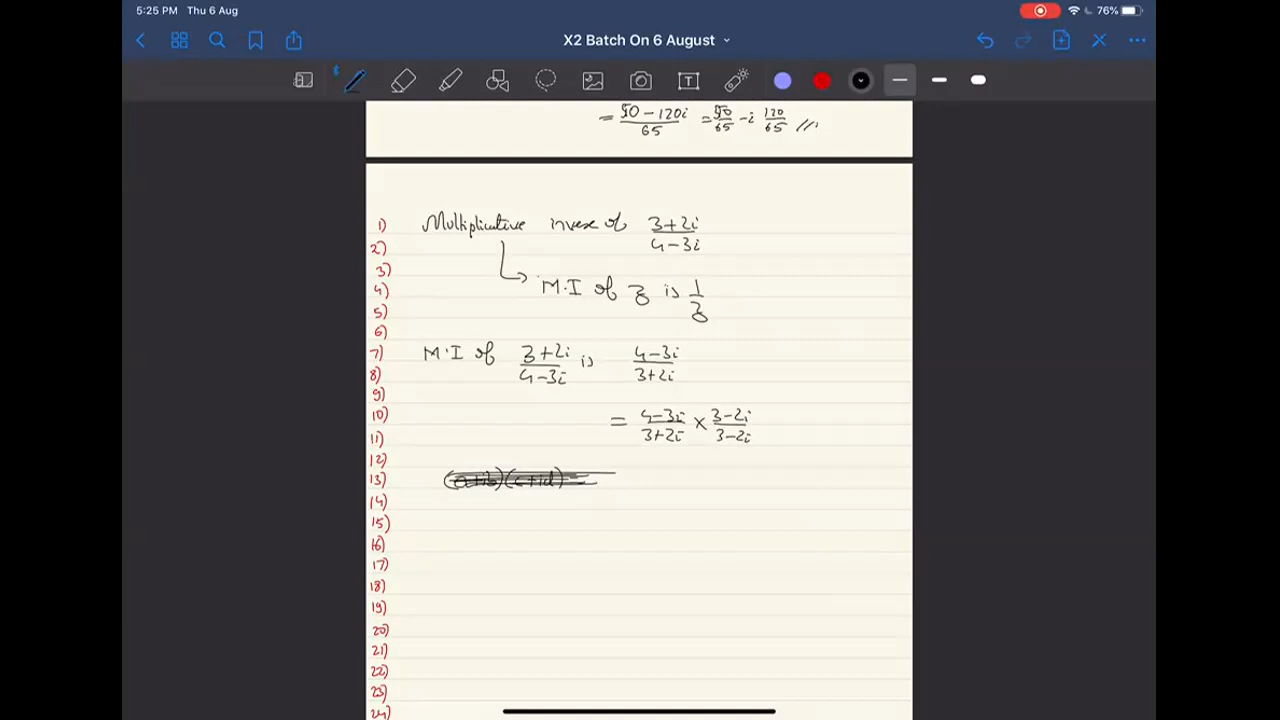 5:25 PM Thu 6 Aug 76%
X2 Batch On 6 August
= 50 - 120i / 65 = 50/65 - i 120/65 //,
1) Multiplicative inverse of 3+2i / 4-3i
2)
3)
4) M.I of z is 1/z
5)
6)
7) M.I of 3+2i / 4-3i is 4-3i / 3+2i
8)
9)
10) = 4-3i / 3+2i × 3-2i / 3-2i
11)
12)
13) (a+ib)(c+id) =
14)
15)
16)
17)
18)
19)
20)
21)
22)
23)
24)